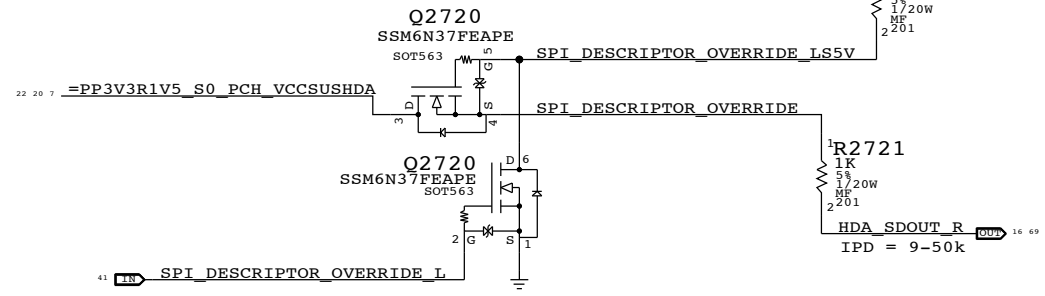 Q2720
SSM6N37FEAPE
SOT563
G 5
5%
1/20W
MF
2 201
SPI_DESCRIPTOR_OVERRIDE_LS5V
22 20 7 =PP3V3R1V5_S0_PCH_VCCSUSHDA
D
3
S
4
SPI_DESCRIPTOR_OVERRIDE
1 R2721
1K
5%
1/20W
MF
2 201
Q2720
SSM6N37FEAPE
SOT563
D 6
2 G
S 1
HDA_SDOUT_R OUT 16 69
IPD = 9-50k
41 IN SPI_DESCRIPTOR_OVERRIDE_L